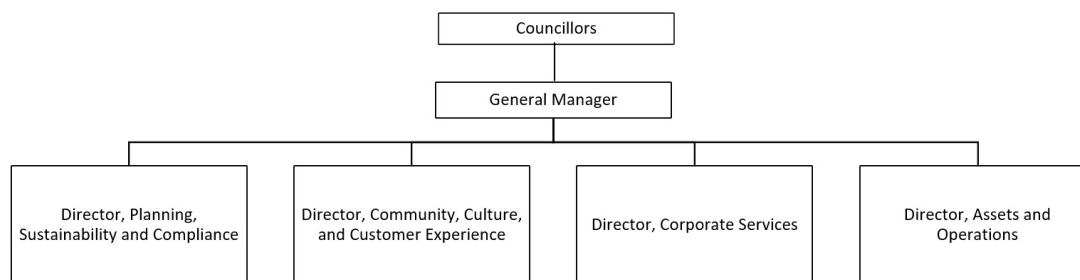 Councillors
General Manager
Director, Planning,
Sustainability and Compliance
Director, Community, Culture,
and Customer Experience
Director, Corporate Services
Director, Assets and
Operations